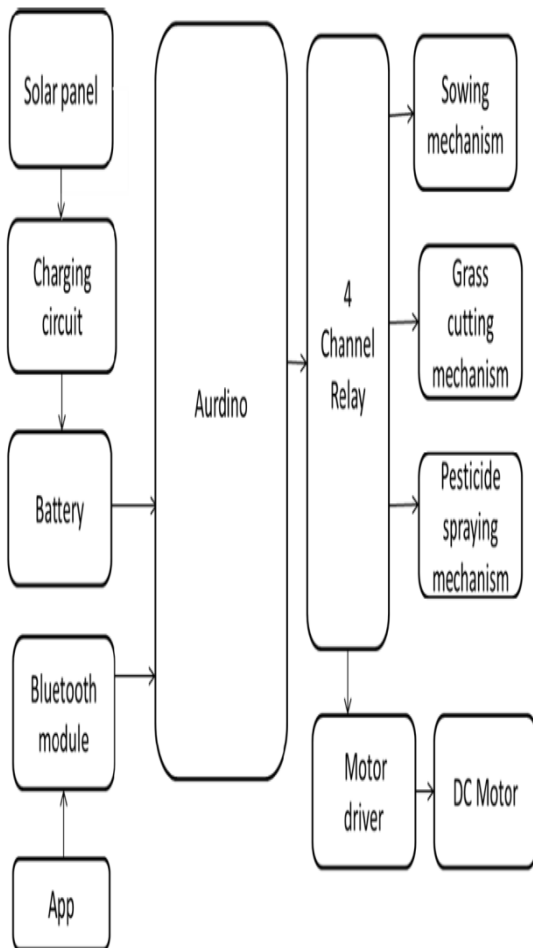 Solar panel
Charging
circuit
Battery
Bluetooth
module
App
Aurdino
4
Channel
Relay
Sowing
mechanism
Grass
cutting
mechanism
Pesticide
spraying
mechanism
Motor
driver
DC Motor